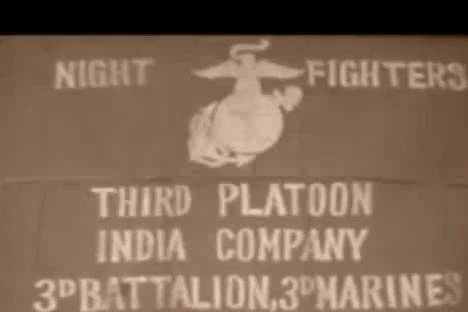 NIGHT FIGHTERS
THIRD PLATOON
INDIA COMPANY
3D BATTALION, 3D MARINES